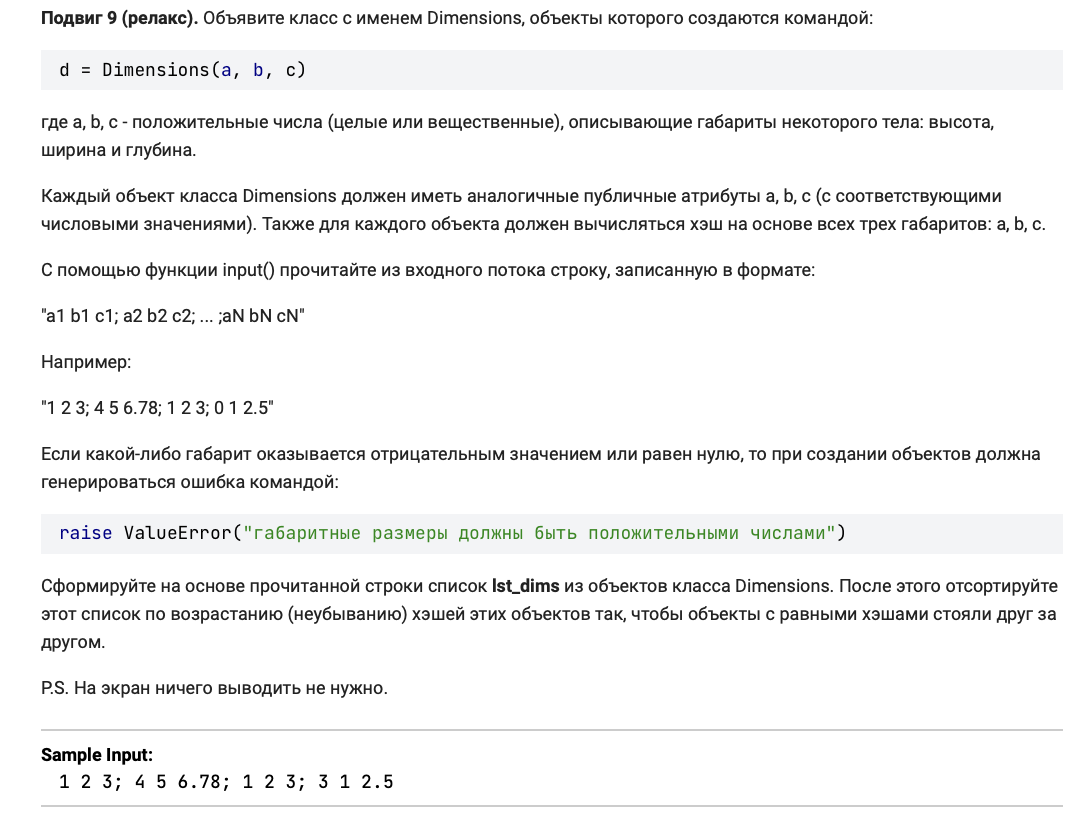 Подвиг 9 (релакс). Объявите класс с именем Dimensions, объекты которого создаются командой:
d = Dimensions(a, b, c)
где a, b, c - положительные числа (целые или вещественные), описывающие габариты некоторого тела: высота,
ширина и глубина.
Каждый объект класса Dimensions должен иметь аналогичные публичные атрибуты a, b, c (с соответствующими
числовыми значениями). Также для каждого объекта должен вычисляться хэш на основе всех трех габаритов: a, b, c.
С помощью функции input() прочитайте из входного потока строку, записанную в формате:
"a1 b1 c1; a2 b2 c2; ... ;aN bN cN"
Например:
"1 2 3; 4 5 6.78; 1 2 3; 0 1 2.5"
Если какой-либо габарит оказывается отрицательным значением или равен нулю, то при создании объектов должна
генерироваться ошибка командой:
raise ValueError("габаритные размеры должны быть положительными числами")
Сформируйте на основе прочитанной строки список lst_dims из объектов класса Dimensions. После этого отсортируйте
этот список по возрастанию (неубыванию) хэшей этих объектов так, чтобы объекты с равными хэшами стояли друг за
другом.
P.S. На экран ничего выводить не нужно.
Sample Input:
1 2 3; 4 5 6.78; 1 2 3; 3 1 2.5